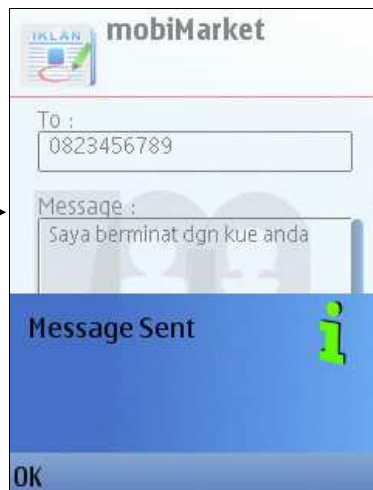 IKLAN
mobiMarket
To :
0823456789
Message :
Saya berminat dgn kue anda
Message Sent
OK